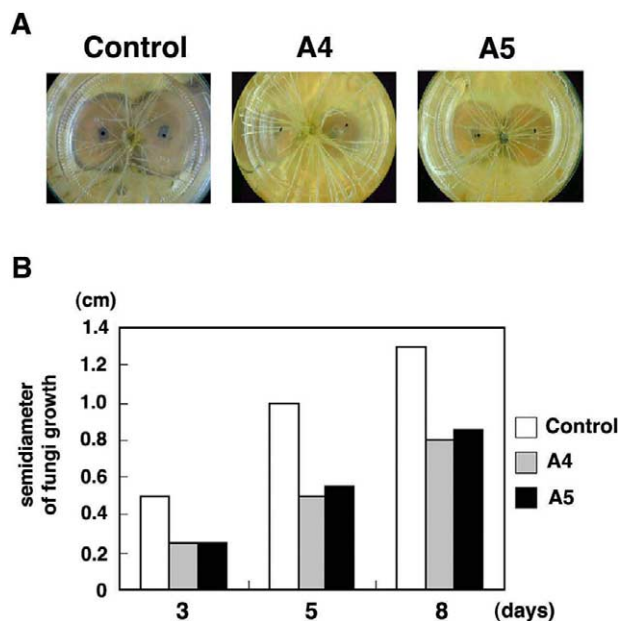 A
Control A4 A5
B
(cm)
1.4
1.2
1.0
0.8
0.6
0.4
0.2
0
semidiameter
of fungi growth
Control
A4
A5
3 5 8 (days)